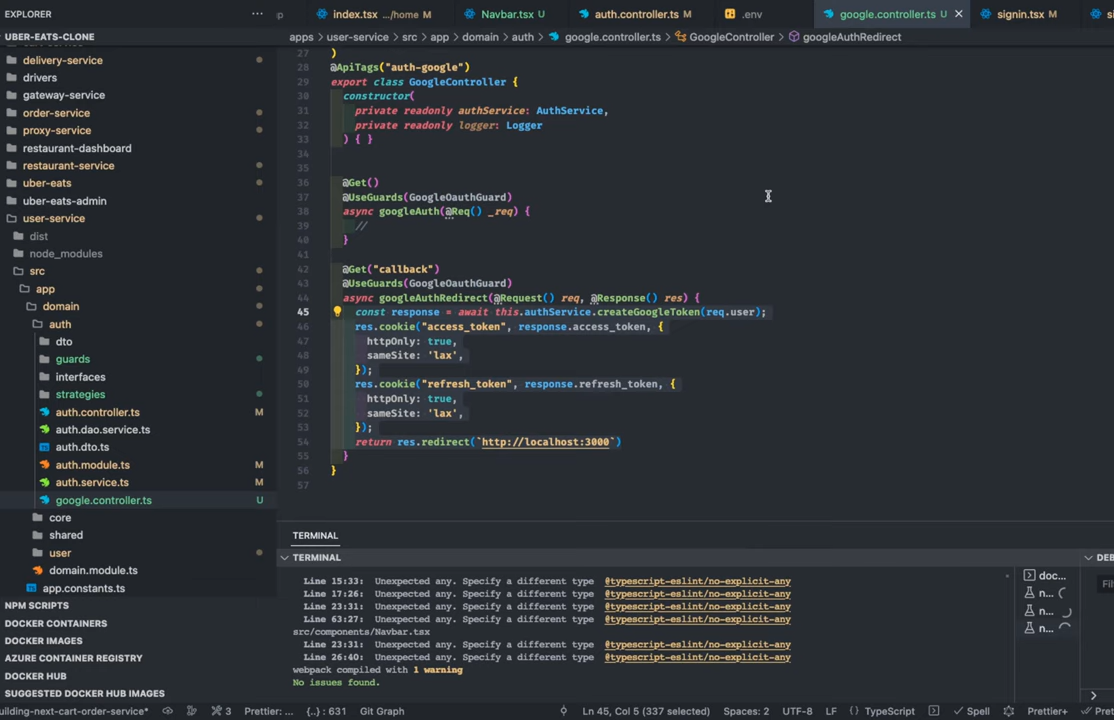 EXPLORER
index.tsx .../home M
Navbar.tsx U
auth.controller.ts M
.env
google.controller.ts U
signin.tsx M
UBER-EATS-CLONE
apps › user-service › src › app › domain › auth › google.controller.ts › GoogleController › googleAuthRedirect
delivery-service
drivers
gateway-service
order-service
proxy-service
restaurant-dashboard
restaurant-service
uber-eats
uber-eats-admin
user-service
dist
node_modules
src
app
domain
auth
dto
guards
interfaces
strategies
auth.controller.ts M
auth.dao.service.ts
auth.dto.ts
auth.module.ts M
auth.service.ts M
google.controller.ts U
core
shared
user
domain.module.ts
app.constants.ts
NPM SCRIPTS
DOCKER CONTAINERS
DOCKER IMAGES
AZURE CONTAINER REGISTRY
DOCKER HUB
SUGGESTED DOCKER HUB IMAGES
27 )
28 @ApiTags("auth-google")
29 export class GoogleController {
30 constructor(
31 private readonly authService: AuthService,
32 private readonly logger: Logger
33 ) { }
34
35
36 @Get()
37 @UseGuards(GoogleOauthGuard)
38 async googleAuth(@Req() _req) {
39 //
40 }
41
42 @Get("callback")
43 @UseGuards(GoogleOauthGuard)
44 async googleAuthRedirect(@Request() req, @Response() res) {
45 const response = await this.authService.createGoogleToken(req.user);
46 res.cookie("access_token", response.access_token, {
47 httpOnly: true,
48 sameSite: 'lax',
49 });
50 res.cookie("refresh_token", response.refresh_token, {
51 httpOnly: true,
52 sameSite: 'lax',
53 });
54 return res.redirect(`http://localhost:3000`)
55 }
56 }
57
TERMINAL
TERMINAL
DEB
Line 15:33: Unexpected any. Specify a different type @typescript-eslint/no-explicit-any
Line 17:26: Unexpected any. Specify a different type @typescript-eslint/no-explicit-any
Line 23:31: Unexpected any. Specify a different type @typescript-eslint/no-explicit-any
Line 63:27: Unexpected any. Specify a different type @typescript-eslint/no-explicit-any
src/components/Navbar.tsx
Line 23:31: Unexpected any. Specify a different type @typescript-eslint/no-explicit-any
Line 26:40: Unexpected any. Specify a different type @typescript-eslint/no-explicit-any
webpack compiled with 1 warning
No issues found.
doc...
n...
n...
n...
Filt
uilding-next-cart-order-service* 3 Prettier: ... {..} : 631 Git Graph Ln 45, Col 5 (337 selected) Spaces: 2 UTF-8 LF {} TypeScript Spell Prettier+ Pret